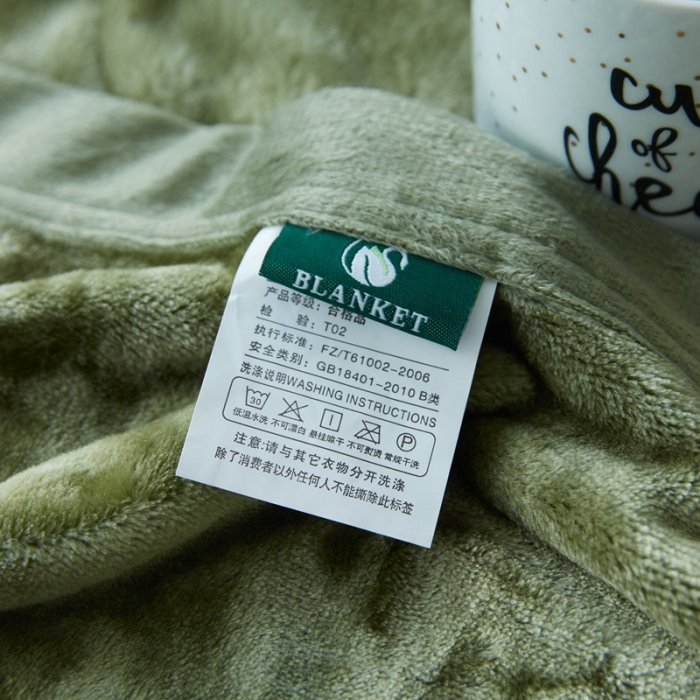 cu
of
chee
BLANKET
产品等级: 合格品
检 验: T02
执行标准: FZ/T61002-2006
安全类别: GB18401-2010 B类
洗涤说明WASHING INSTRUCTIONS
30 P
低温水洗 不可漂白 悬挂晾干 不可熨烫 常规干洗
注意:请与其它衣物分开洗涤
除了消费者以外任何人不能撕除此标签